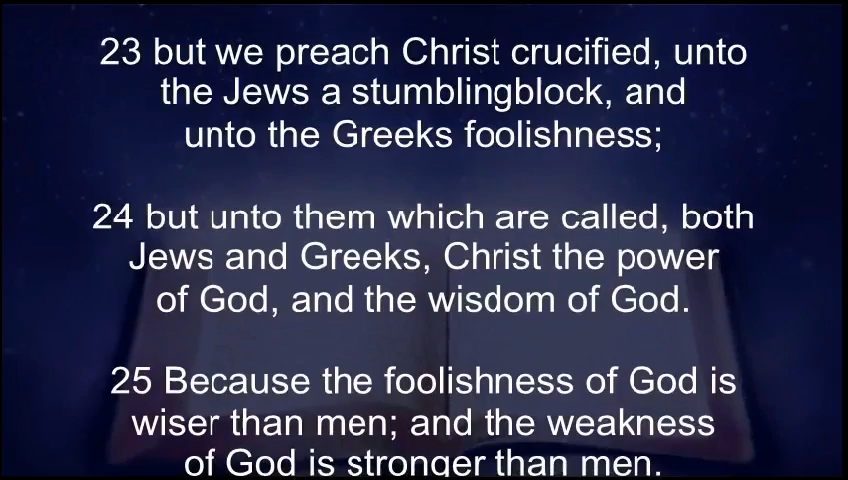 23 but we preach Christ crucified, unto
the Jews a stumblingblock, and
unto the Greeks foolishness;
24 but unto them which are called, both
Jews and Greeks, Christ the power
of God, and the wisdom of God.
25 Because the foolishness of God is
wiser than men; and the weakness
of God is stronger than men.